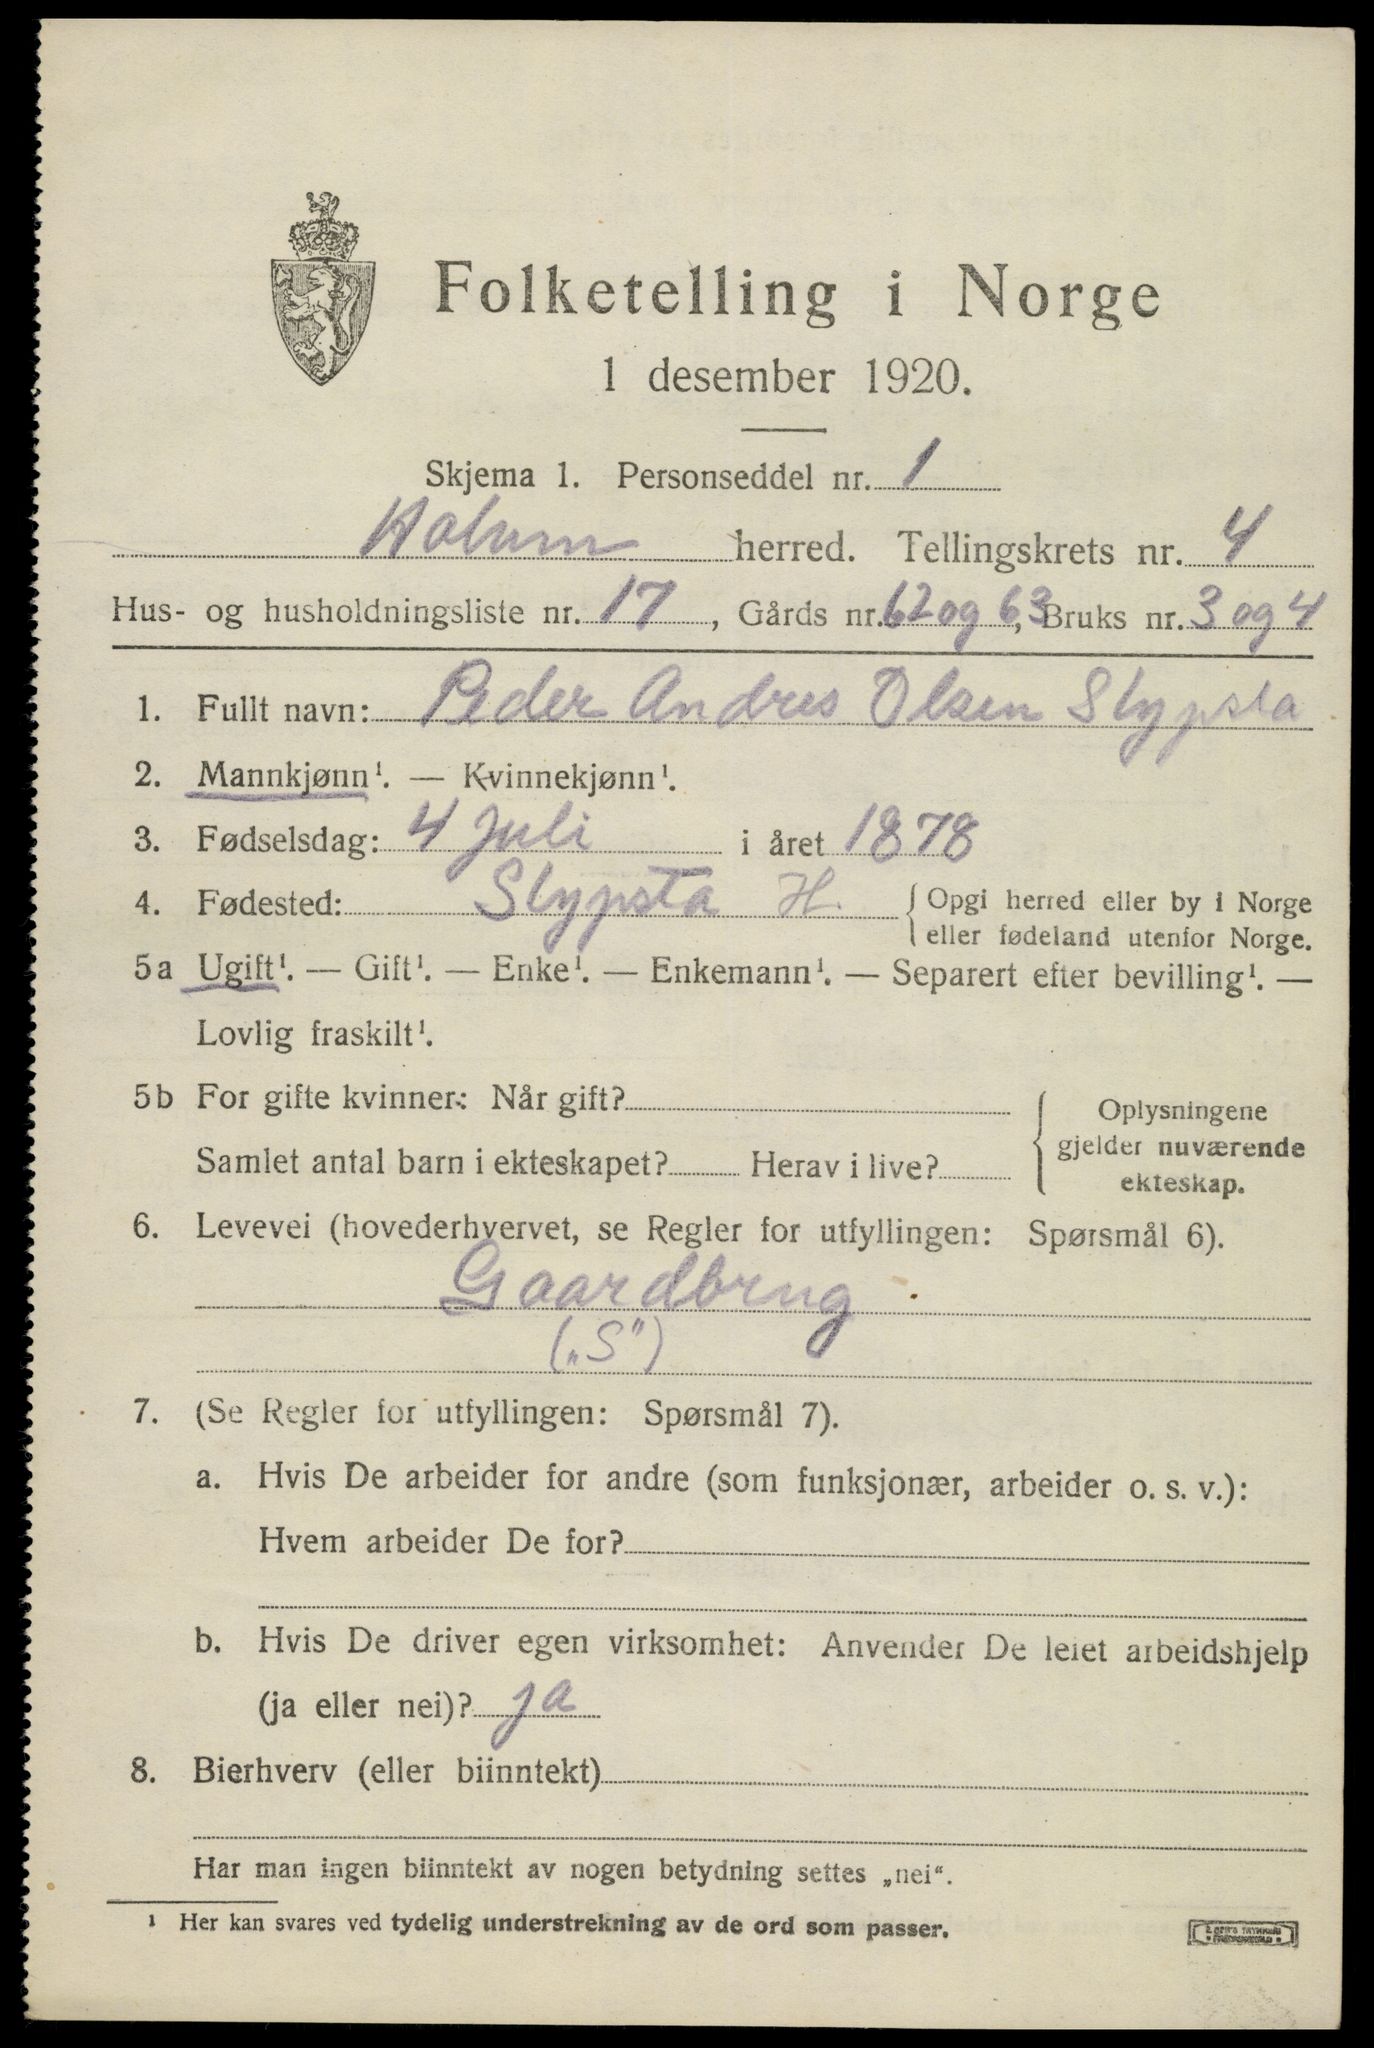 Folketelling i Norge
1 desember 1920.
Skjema 1. Personseddel nr. 1
Holum herred. Tellingskrets nr. 4
Hus- og husholdningsliste nr. 17, Gårds nr. 62 og 63, Bruks nr. 3 og 4
1. Fullt navn: Peder Andres Olsen Slypsta
2. Mannkjønn¹. — Kvinnekjønn¹.
3. Fødselsdag: 4 Juli i året 1878
4. Fødested: Slypsta H. { Opgi herred eller by i Norge
eller fødeland utenfor Norge.
5a Ugift¹. — Gift¹. — Enke¹. — Enkemann¹. — Separert efter bevilling¹. —
Lovlig fraskilt¹.
5b For gifte kvinner: Når gift?
Samlet antal barn i ekteskapet? Herav i live?
{ Oplysningene
gjelder nuværende
ekteskap.
6. Levevei (hovederhvervet, se Regler for utfyllingen: Spørsmål 6).
Gaardbrug
(„S")
7. (Se Regler for utfyllingen: Spørsmål 7).
a. Hvis De arbeider for andre (som funksjonær, arbeider o. s. v.):
Hvem arbeider De for?
b. Hvis De driver egen virksomhet: Anvender De leiet arbeidshjelp
(ja eller nei)? ja
8. Bierhverv (eller biinntekt)
Har man ingen biinntekt av nogen betydning settes „nei“.
¹ Her kan svares ved tydelig understrekning av de ord som passer.